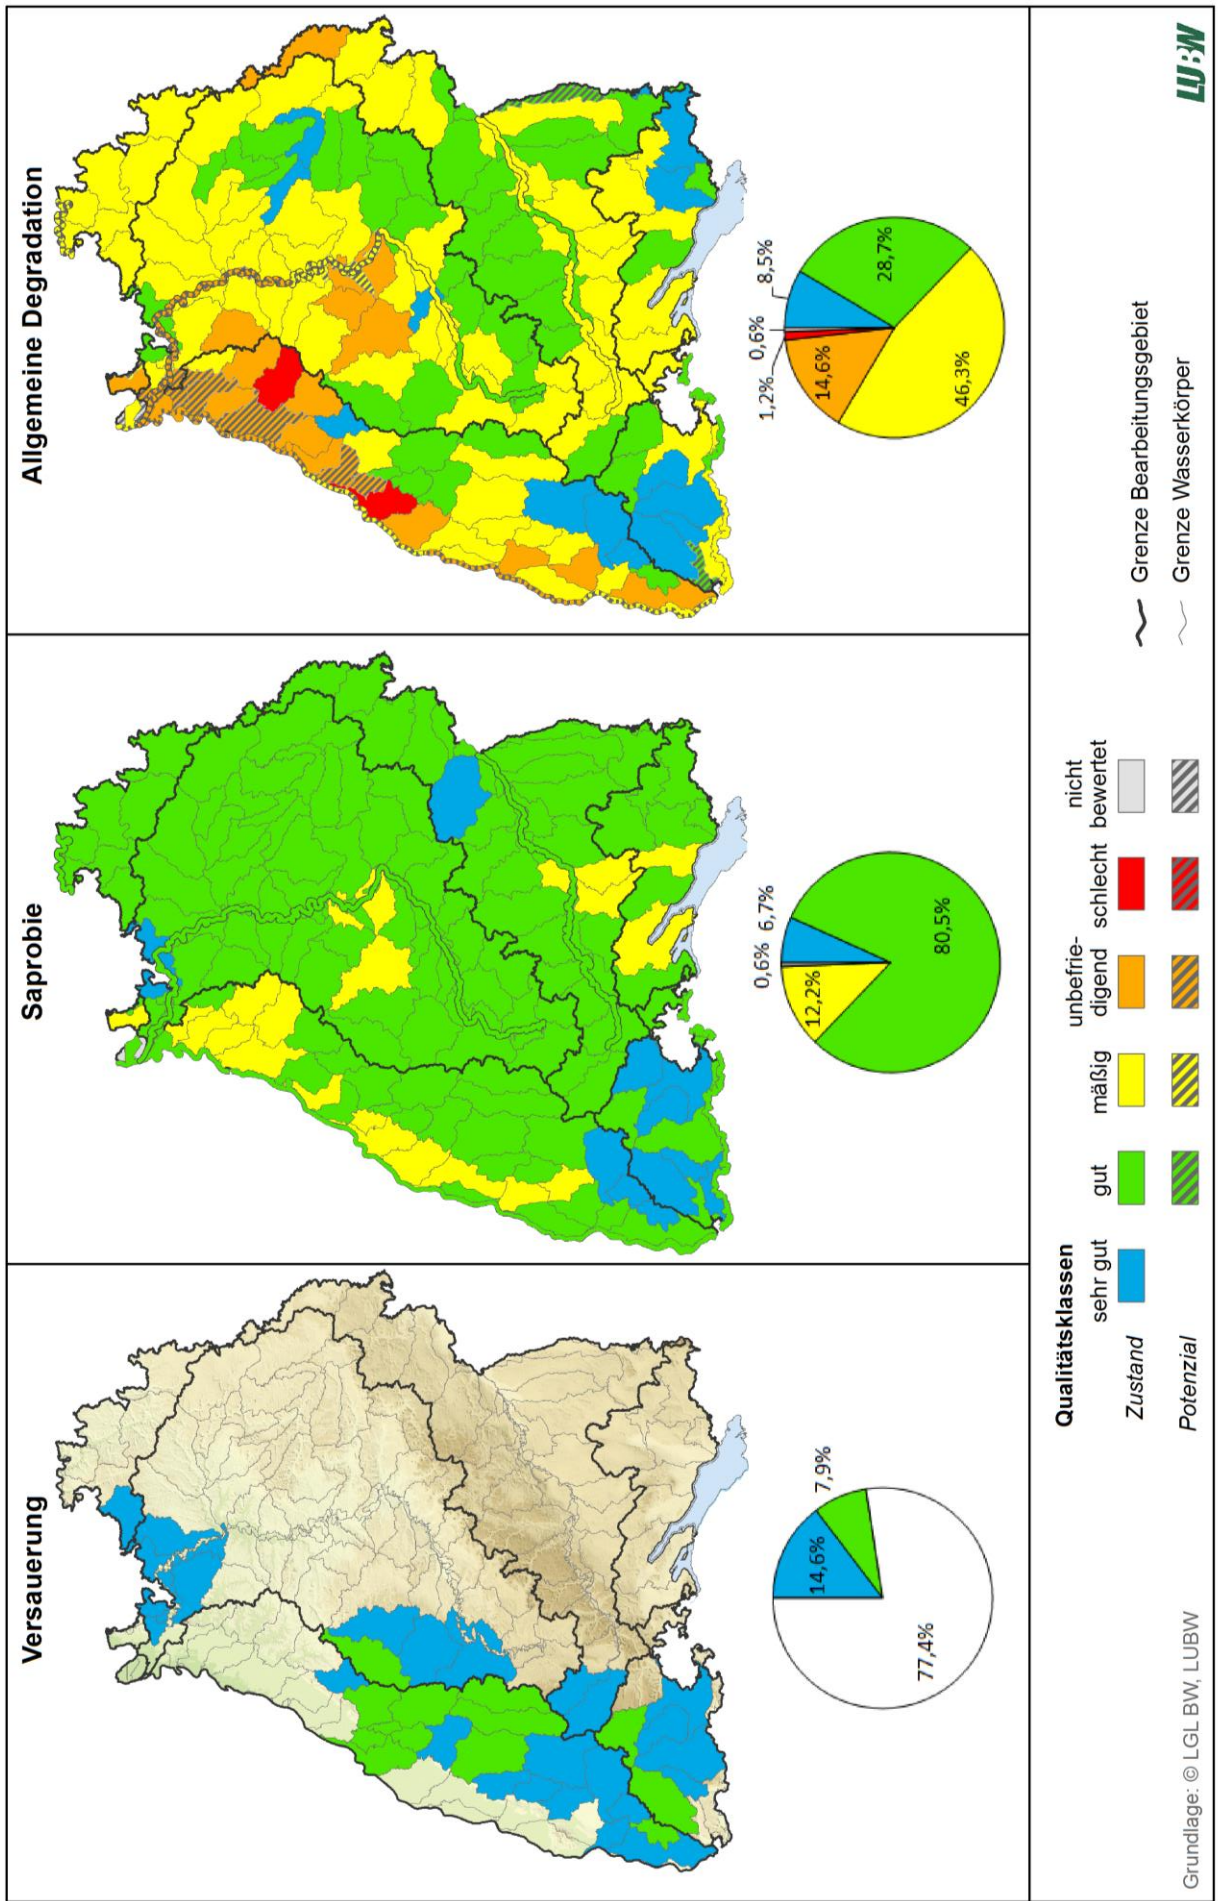 Versauerung
14,6%
7,9%
77,4%
Saprobie
0,6%
6,7%
12,2%
80,5%
Allgemeine Degradation
1,2%
0,6%
8,5%
14,6%
28,7%
46,3%
Qualitätsklassen
sehr gut
gut
mäßig
unbefrie-
digend
schlecht
nicht
bewertet
Zustand
Potenzial
Grenze Bearbeitungsgebiet
Grenze Wasserkörper
Grundlage: © LGL BW, LUBW
LUBW